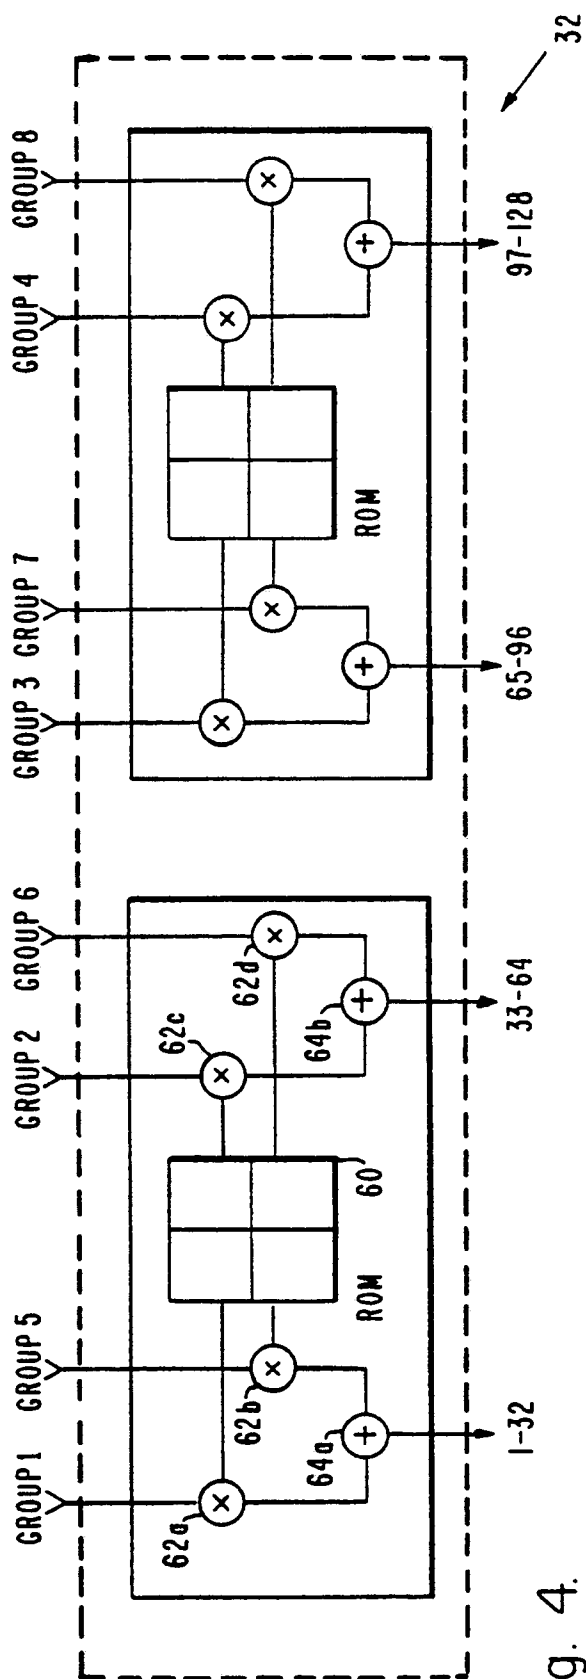 GROUP 1
GROUP 5
GROUP 2
GROUP 6
GROUP 3
GROUP 7
GROUP 4
GROUP 8
62a
62b
62c
62d
64a
64b
ROM
60
ROM
1-32
33-64
65-96
97-128
32
g. 4.